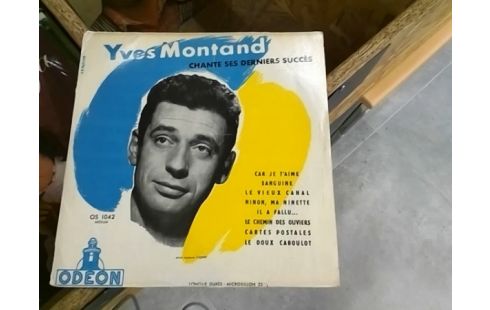 Yves Montand
CHANTE SES DERNIERS SUCCÈS
CAR JE T'AIME
SANGUINE
LE VIEUX CANAL
NINON, MA NINETTE
IL A FALLU...
LE CHEMIN DES OLIVIERS
CARTES POSTALES
LE DOUX CABOULOT
OS 1042
ODEON